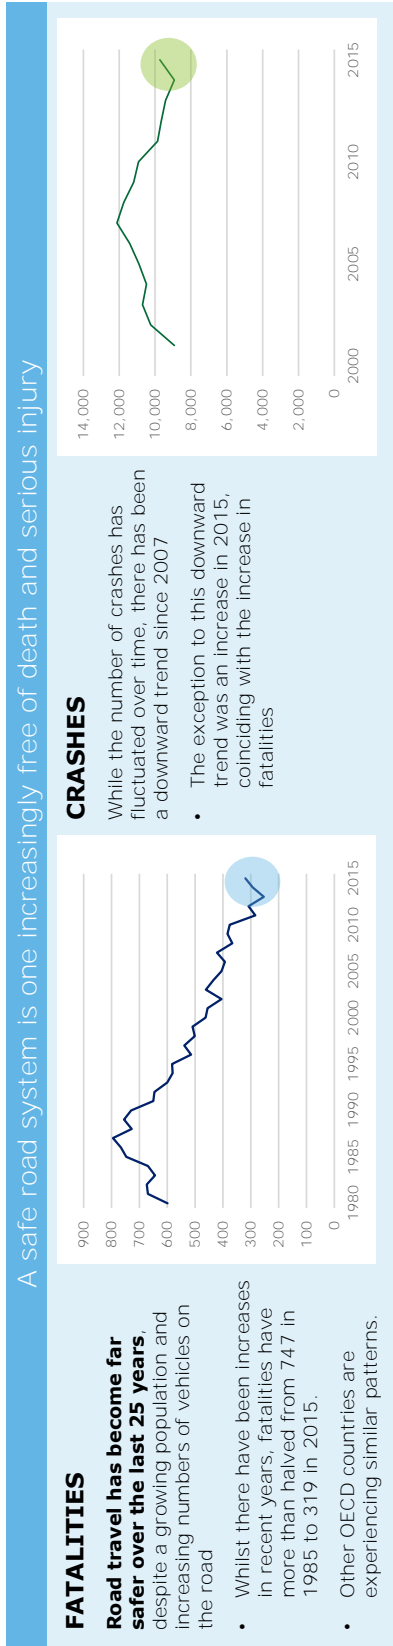 A safe road system is one increasingly free of death and serious injury
FATALITIES
Road travel has become far
safer over the last 25 years,
despite a growing population and
increasing numbers of vehicles on
the road
• Whilst there have been increases
in recent years, fatalities have
more than halved from 747 in
1985 to 319 in 2015.
• Other OECD countries are
experiencing similar patterns.
900
800
700
600
500
400
300
200
100
0
1980 1985 1990 1995 2000 2005 2010 2015
CRASHES
While the number of crashes has
fluctuated over time, there has been
a downward trend since 2007
• The exception to this downward
trend was an increase in 2015,
coinciding with the increase in
fatalities
14,000
12,000
10,000
8,000
6,000
4,000
2,000
0
2000 2005 2010 2015